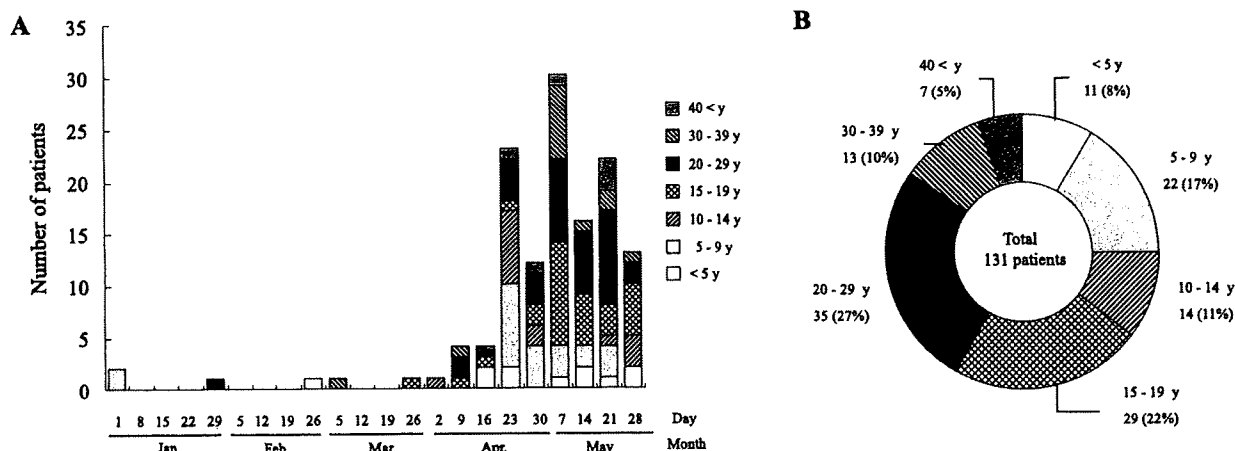 A
35
30
25
20
15
10
5
0
Number of patients
40 < y
30 - 39 y
20 - 29 y
15 - 19 y
10 - 14 y
5 - 9 y
< 5 y
1 8 15 22 29 5 12 19 26 5 12 19 26 2 9 16 23 30 7 14 21 28 Day
Jan Feb Mar Apr. May Month
B
40 < y
7 (5%)
< 5 y
11 (8%)
30 - 39 y
13 (10%)
5 - 9 y
22 (17%)
Total
131 patients
20 - 29 y
35 (27%)
10 - 14 y
14 (11%)
15 - 19 y
29 (22%)